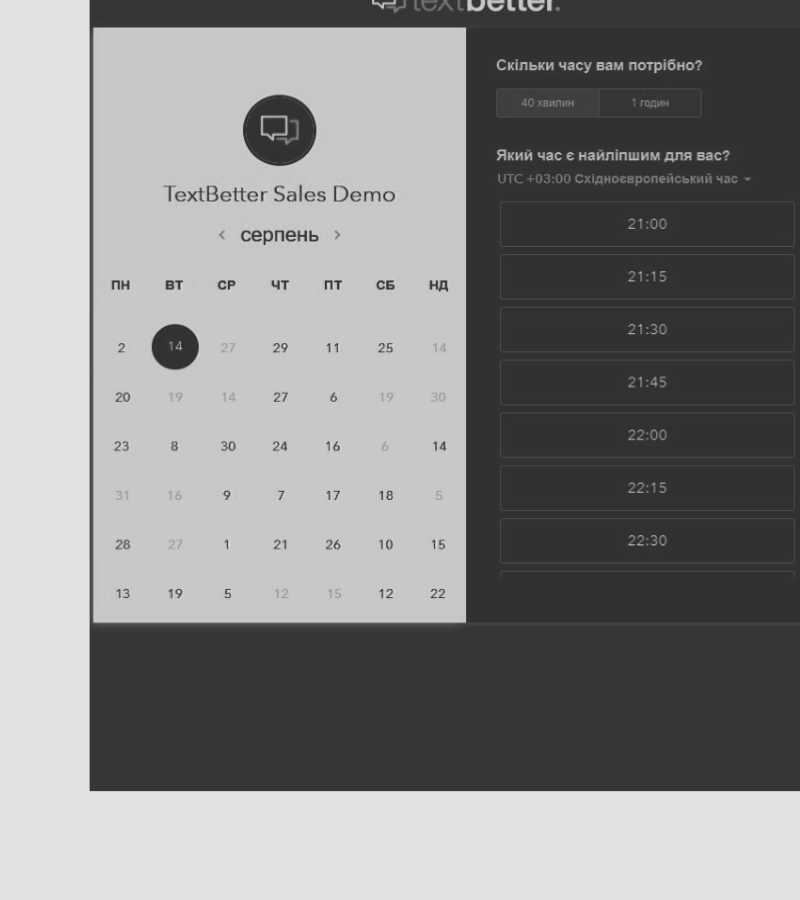 textbetter.
TextBetter Sales Demo
< серпень >
ПН ВТ СР ЧТ ПТ СБ НД
2 14 27 29 11 25 14
20 19 14 27 6 19 30
23 8 30 24 16 6 14
31 16 9 7 17 18 5
28 27 1 21 26 10 15
13 19 5 12 15 12 22
Скільки часу вам потрібно?
40 хвилин 1 годин
Який час є найліпшим для вас?
UTC +03:00 Східноєвропейський час
21:00
21:15
21:30
21:45
22:00
22:15
22:30